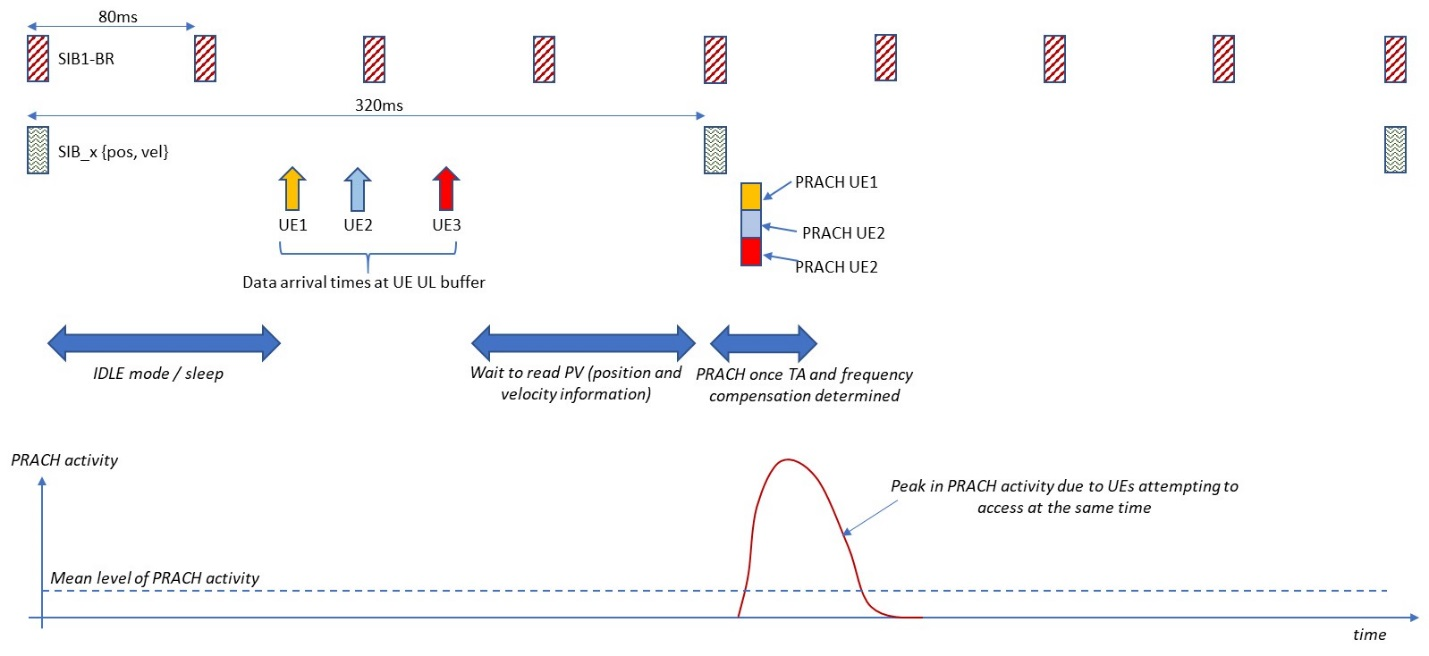 80ms
SIB1-BR
320ms
SIB_x {pos, vel}
PRACH UE1
UE1
UE2
UE3
PRACH UE2
PRACH UE2
Data arrival times at UE UL buffer
IDLE mode / sleep
Wait to read PV (position and
velocity information)
PRACH once TA and frequency
compensation determined
PRACH activity
Peak in PRACH activity due to UEs attempting to
access at the same time
Mean level of PRACH activity
time